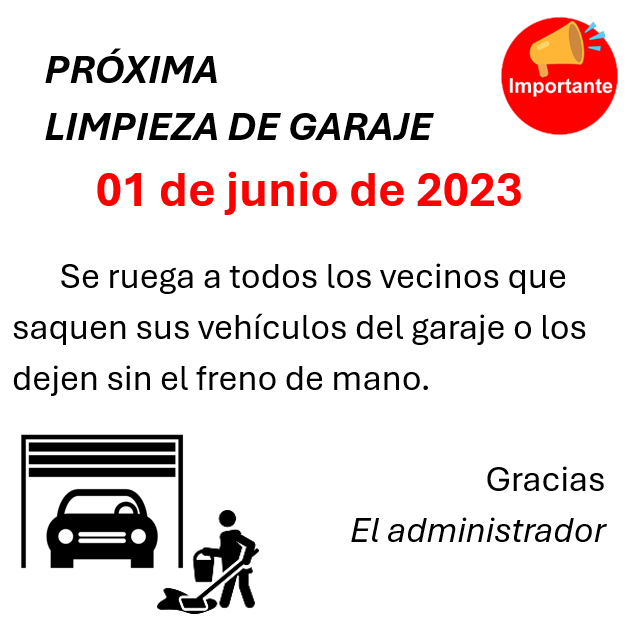 PRÓXIMA
LIMPIEZA DE GARAJE
Importante
01 de junio de 2023
Se ruega a todos los vecinos que
saquen sus vehículos del garaje o los
dejen sin el freno de mano.
Gracias
El administrador